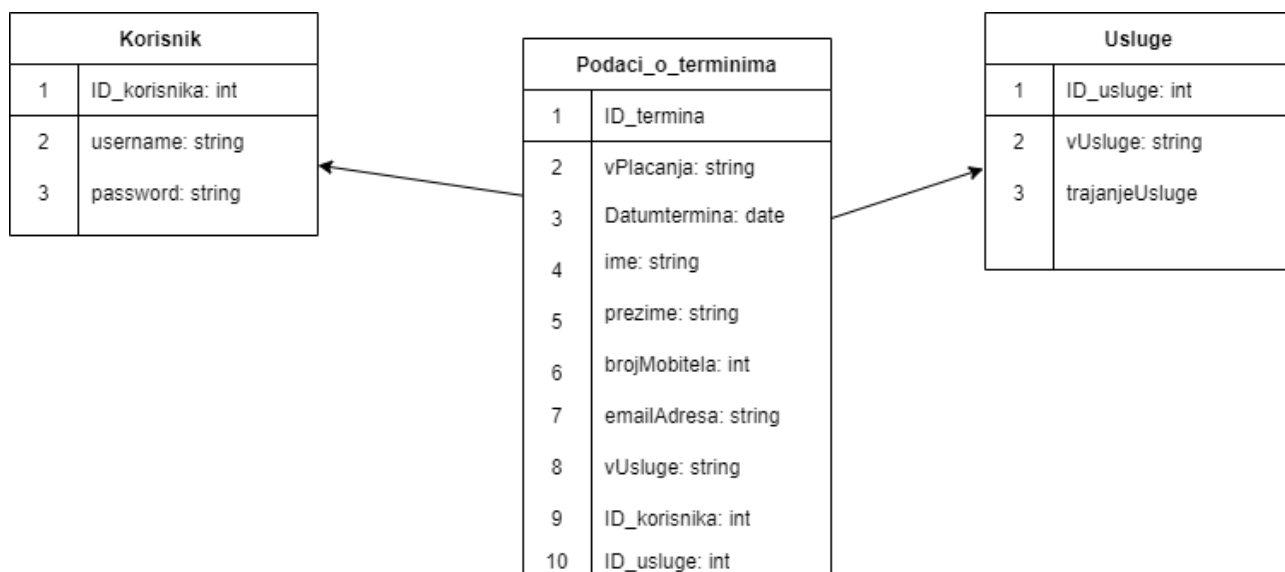 Korisnik
1 ID_korisnika: int
2 username: string
3 password: string
Podaci_o_terminima
1 ID_termina
2 vPlacanja: string
3 Datumtermina: date
4 ime: string
5 prezime: string
6 brojMobitela: int
7 emailAdresa: string
8 vUsluge: string
9 ID_korisnika: int
10 ID_usluge: int
Usluge
1 ID_usluge: int
2 vUsluge: string
3 trajanjeUsluge